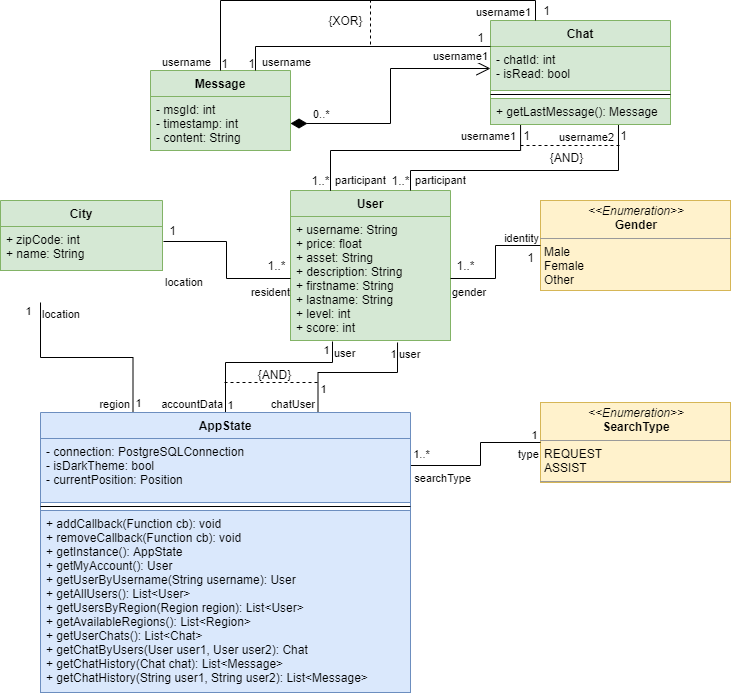 username1
1
{XOR}
username
1
1
username
1
username1
Chat
- chatId: int
- isRead: bool
+ getLastMessage(): Message
Message
- msgId: int
- timestamp: int
- content: String
0..*
username1
1
username2
1
{AND}
1..*
participant
1..*
participant
User
+ username: String
+ price: float
+ asset: String
+ description: String
+ firstname: String
+ lastname: String
+ level: int
+ score: int
City
+ zipCode: int
+ name: String
1
location
1..*
resident
1..*
gender
identity
1
<<Enumeration>>
Gender
Male
Female
Other
1
location
1
user
1
user
{AND}
region
1
accountData
1
chatUser
1
AppState
- connection: PostgreSQLConnection
- isDarkTheme: bool
- currentPosition: Position
+ addCallback(Function cb): void
+ removeCallback(Function cb): void
+ getInstance(): AppState
+ getMyAccount(): User
+ getUserByUsername(String username): User
+ getAllUsers(): List<User>
+ getUsersByRegion(Region region): List<User>
+ getAvailableRegions(): List<Region>
+ getUserChats(): List<Chat>
+ getChatByUsers(User user1, User user2): Chat
+ getChatHistory(Chat chat): List<Message>
+ getChatHistory(String user1, String user2): List<Message>
1..*
searchType
1
type
<<Enumeration>>
SearchType
REQUEST
ASSIST